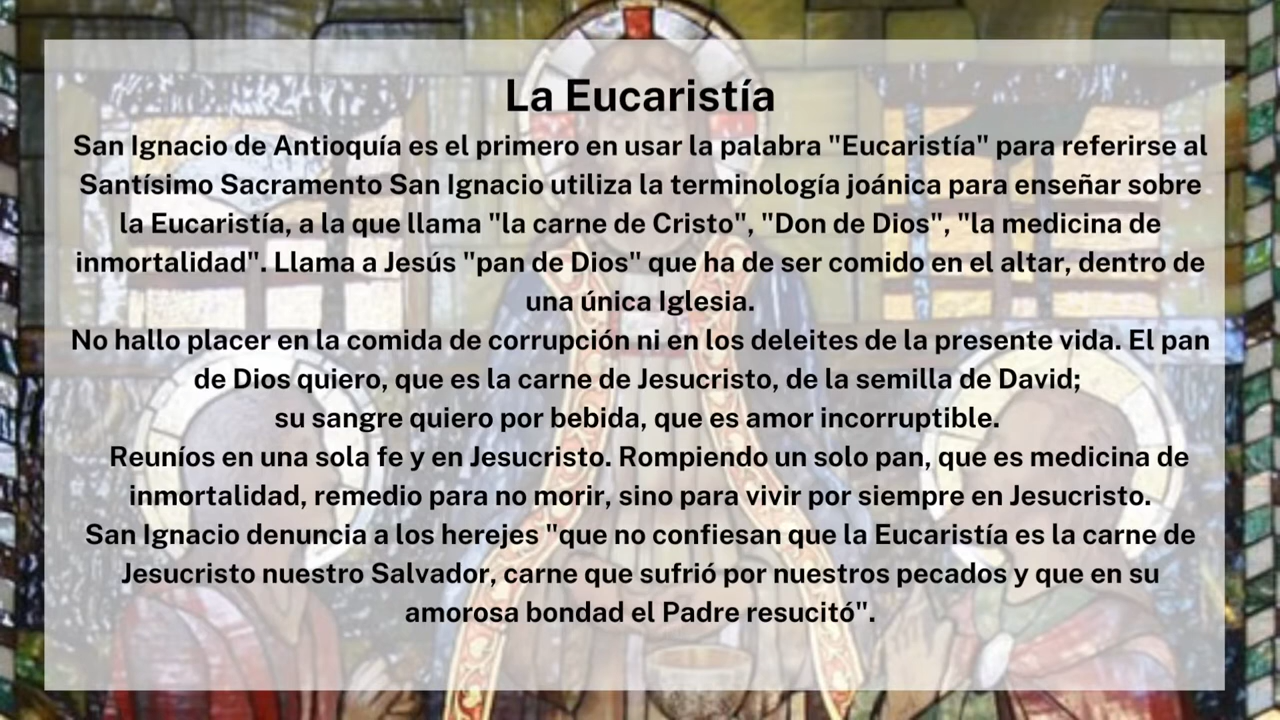 La Eucaristía
San Ignacio de Antioquía es el primero en usar la palabra "Eucaristía" para referirse al
Santísimo Sacramento San Ignacio utiliza la terminología joánica para enseñar sobre
la Eucaristía, a la que llama "la carne de Cristo", "Don de Dios", "la medicina de
inmortalidad". Llama a Jesús "pan de Dios" que ha de ser comido en el altar, dentro de
una única Iglesia.
No hallo placer en la comida de corrupción ni en los deleites de la presente vida. El pan
de Dios quiero, que es la carne de Jesucristo, de la semilla de David;
su sangre quiero por bebida, que es amor incorruptible.
Reuníos en una sola fe y en Jesucristo. Rompiendo un solo pan, que es medicina de
inmortalidad, remedio para no morir, sino para vivir por siempre en Jesucristo.
San Ignacio denuncia a los herejes "que no confiesan que la Eucaristía es la carne de
Jesucristo nuestro Salvador, carne que sufrió por nuestros pecados y que en su
amorosa bondad el Padre resucitó".